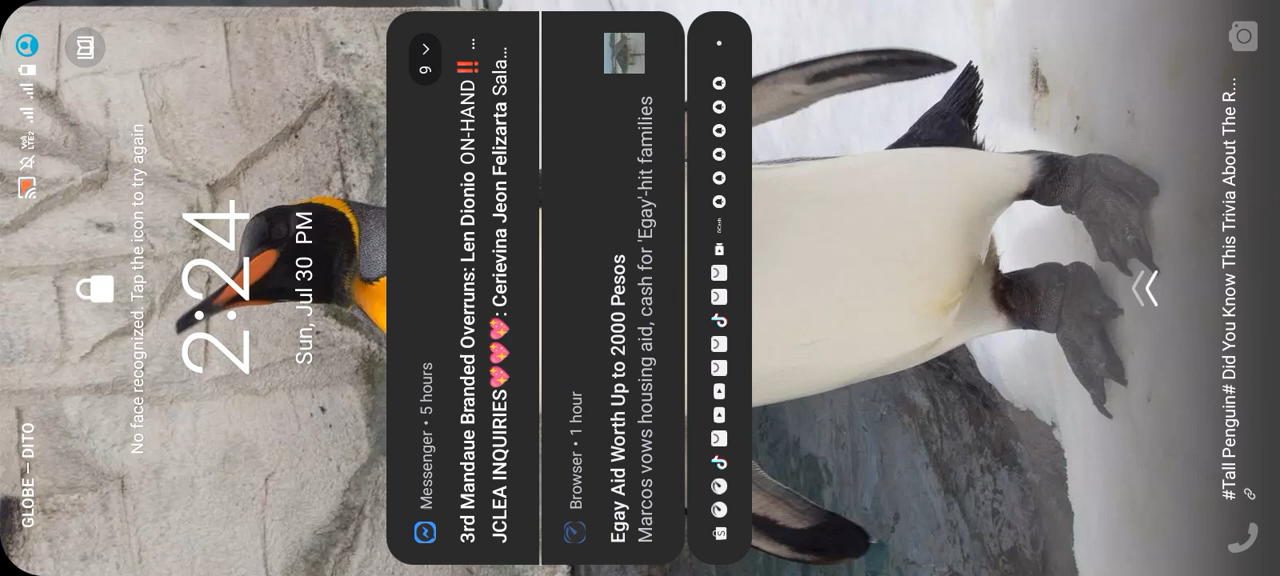 GLOBE – DITO
VoLTE2
No face recognized. Tap the icon to try again
2:24
Sun, Jul 30 PM
Messenger • 5 hours
9
3rd Mandaue Branded Overruns: Len Dionio ON-HAND‼️ ...
JCLEA INQUIRIES💖💖💖: Cerievina Jeon Felizarta Sala...
Browser • 1 hour
Egay Aid Worth Up to 2000 Pesos
Marcos vows housing aid, cash for 'Egay'-hit families
GCash
#Tall Penguin# Did You Know This Trivia About The R...